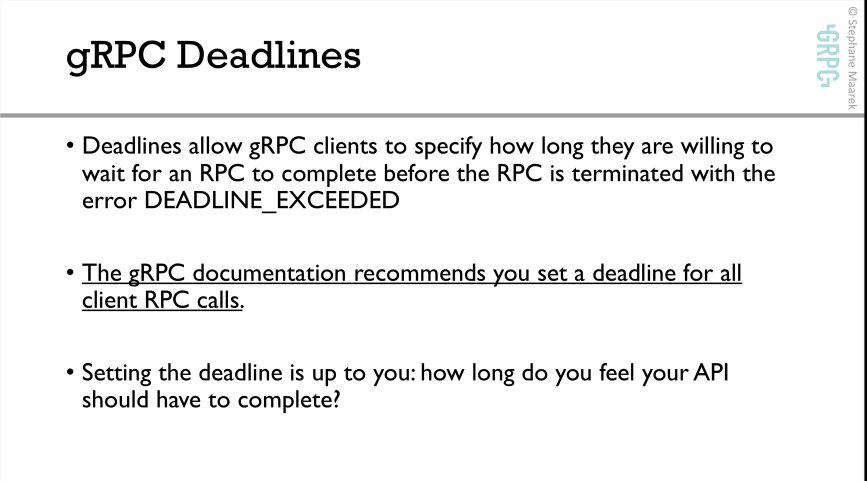 gRPC Deadlines
© Stephane Maarek
GRPC
• Deadlines allow gRPC clients to specify how long they are willing to
wait for an RPC to complete before the RPC is terminated with the
error DEADLINE_EXCEEDED
• The gRPC documentation recommends you set a deadline for all
client RPC calls.
• Setting the deadline is up to you: how long do you feel your API
should have to complete?